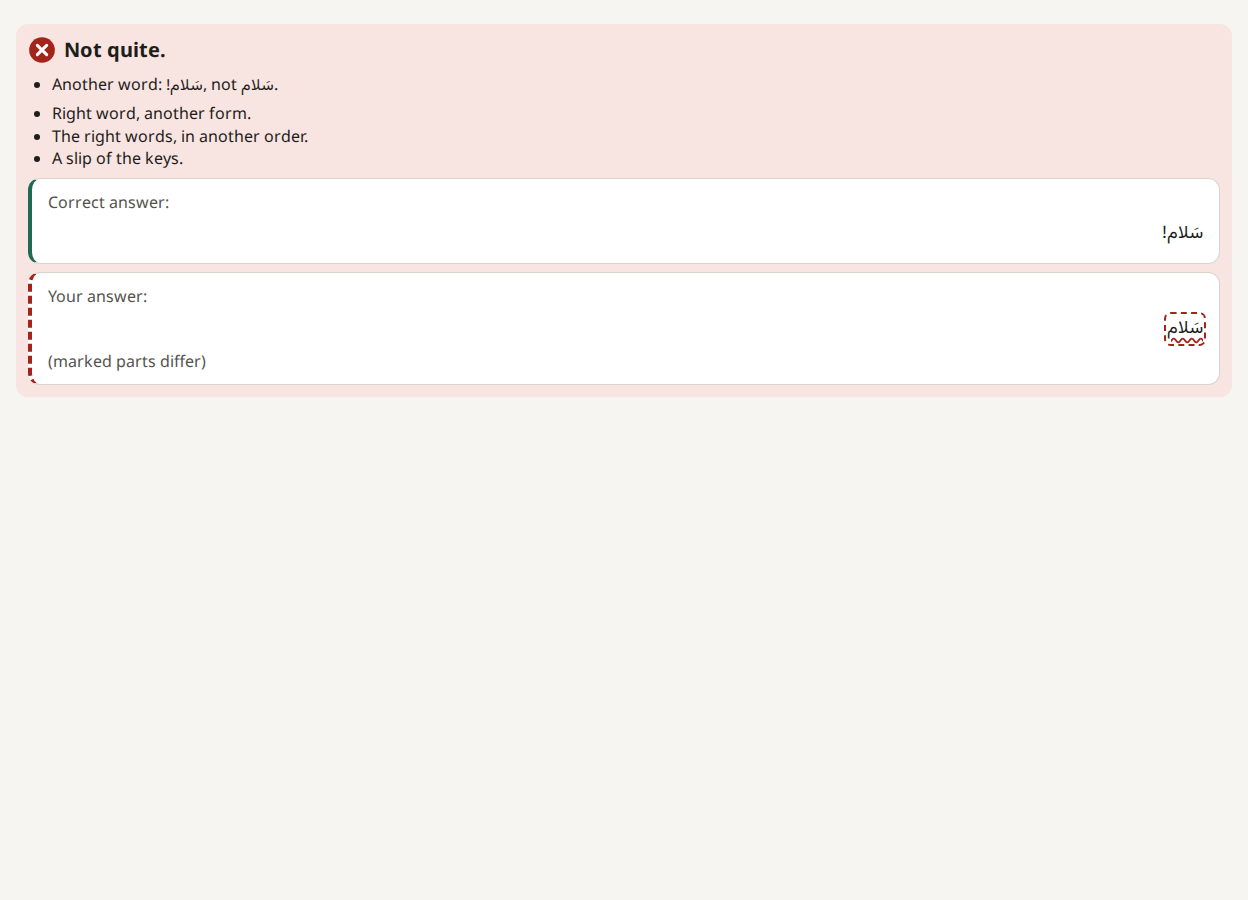 Not quite.
Another word: سَلام!, not سَلام.
Right word, another form.
The right words, in another order.
A slip of the keys.
Correct answer:
سَلام!
Your answer:
سَلام
(marked parts differ)